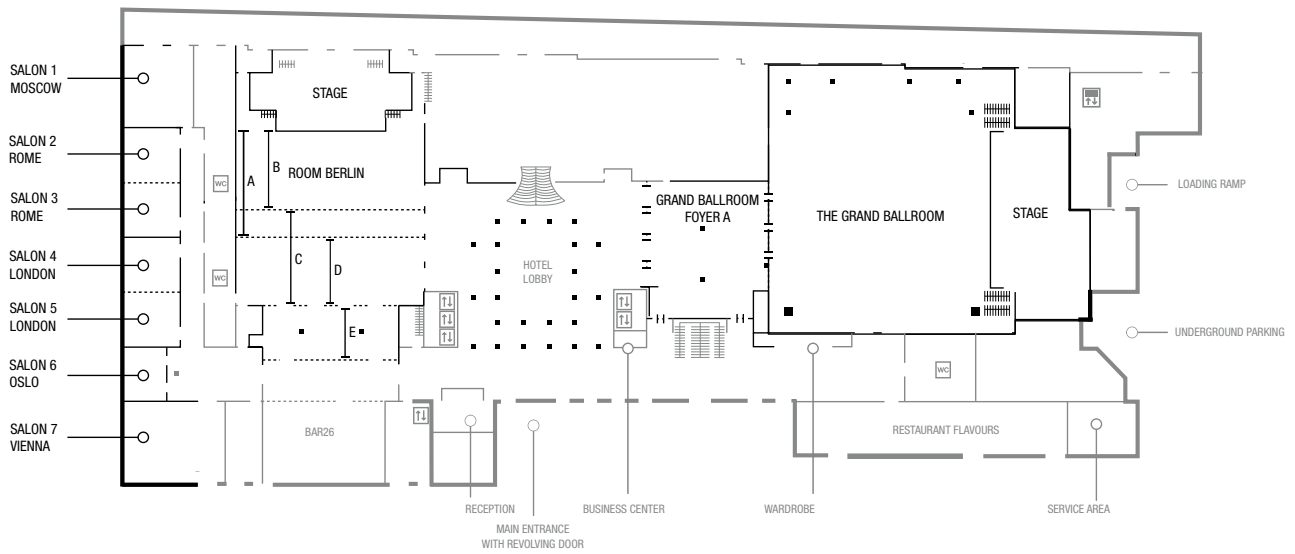 SALON 1
MOSCOW
SALON 2
ROME
SALON 3
ROME
SALON 4
LONDON
SALON 5
LONDON
SALON 6
OSLO
SALON 7
VIENNA
STAGE
A
B
ROOM BERLIN
C
D
E
WC
WC
BAR26
HOTEL
LOBBY
GRAND BALLROOM
FOYER A
THE GRAND BALLROOM
STAGE
LOADING RAMP
UNDERGROUND PARKING
WC
RESTAURANT FLAVOURS
RECEPTION
MAIN ENTRANCE
WITH REVOLVING DOOR
BUSINESS CENTER
WARDROBE
SERVICE AREA